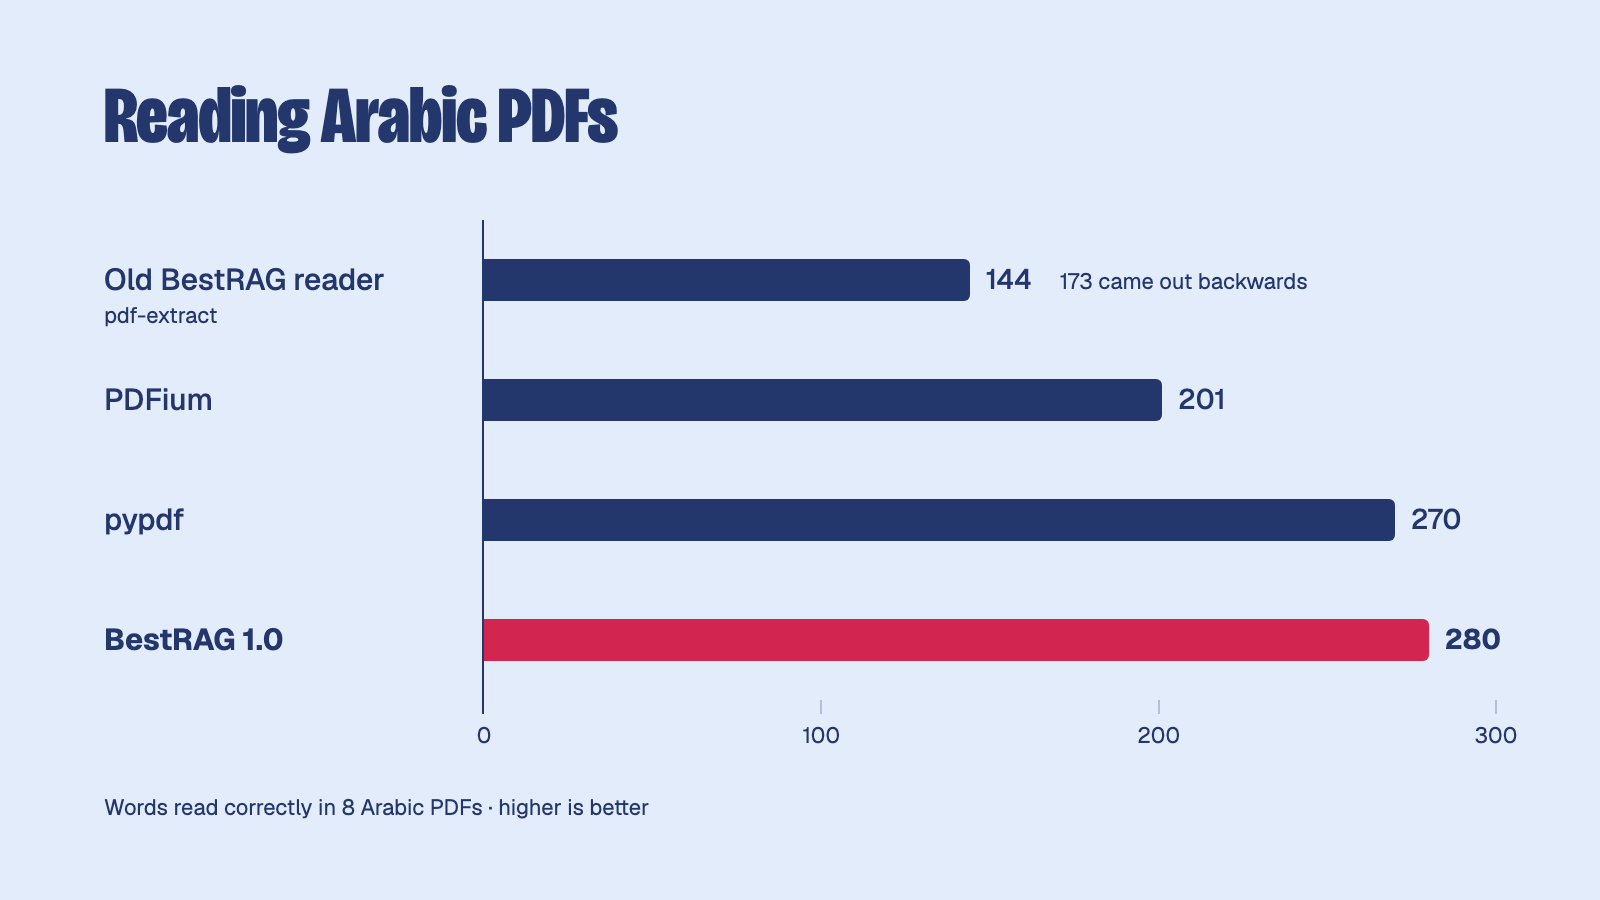 Reading Arabic PDFs
Old BestRAG reader
pdf-extract
144 173 came out backwards
PDFium
201
pypdf
270
BestRAG 1.0
280
0 100 200 300
Words read correctly in 8 Arabic PDFs · higher is better